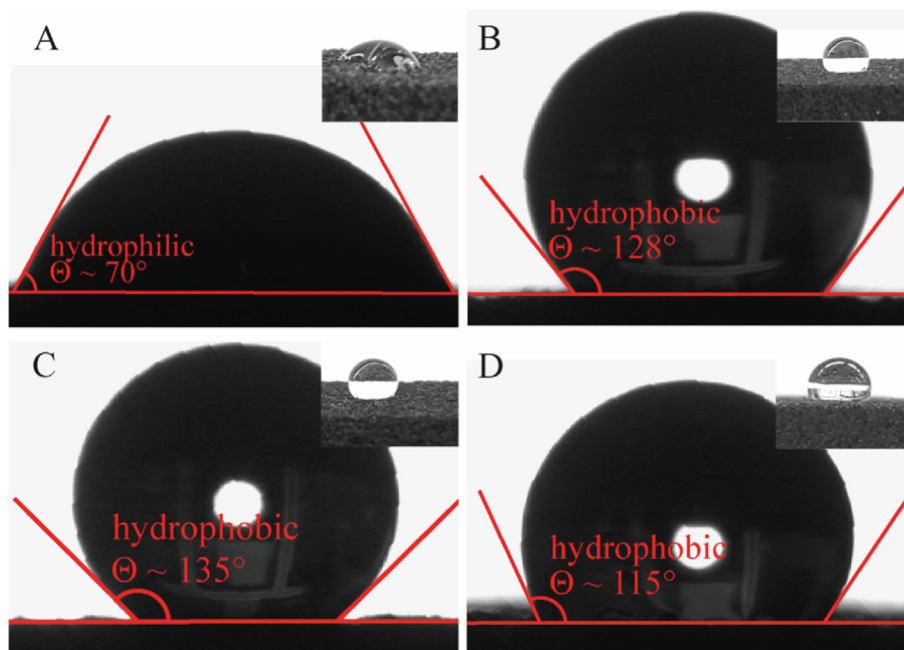 A
hydrophilic
Θ ~ 70°
B
hydrophobic
Θ ~ 128°
C
hydrophobic
Θ ~ 135°
D
hydrophobic
Θ ~ 115°